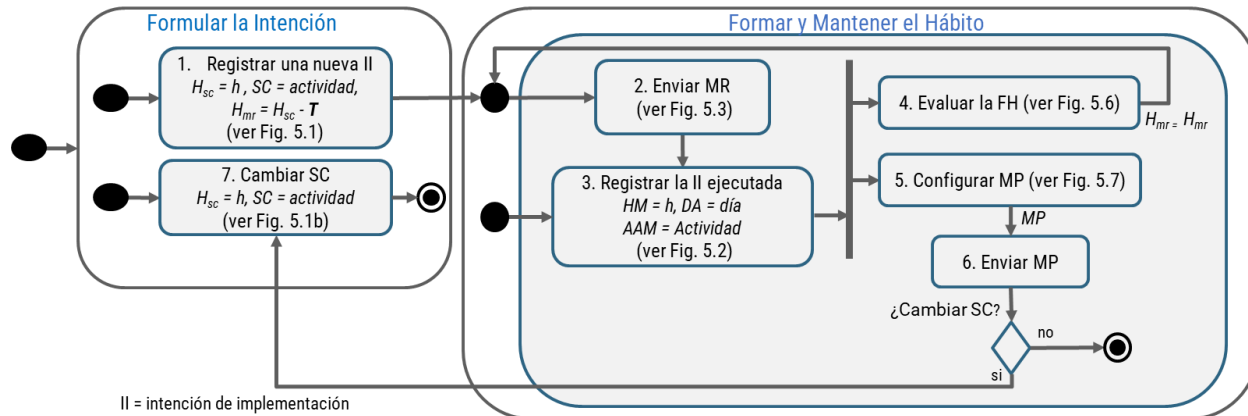 Formular la Intención
1. Registrar una nueva II
Hsc = h , SC = actividad,
Hmr = Hsc - T
(ver Fig. 5.1)
7. Cambiar SC
Hsc = h, SC = actividad
(ver Fig. 5.1b)
Formar y Mantener el Hábito
2. Enviar MR
(ver Fig. 5.3)
3. Registrar la II ejecutada
HM = h, DA = día
AAM = Actividad
(ver Fig. 5.2)
4. Evaluar la FH (ver Fig. 5.6)
Hmr = Hmr
5. Configurar MP (ver Fig. 5.7)
MP
6. Enviar MP
¿Cambiar SC?
no
si
II = intención de implementación